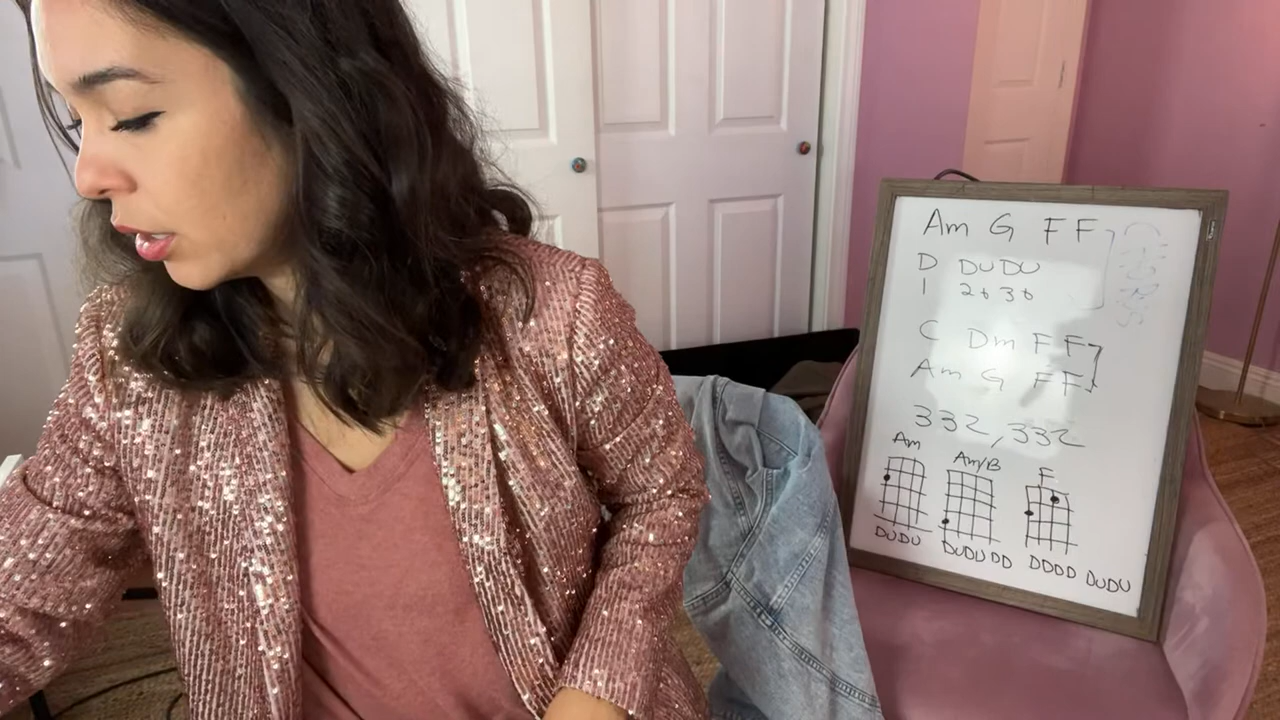 Am G F F
D DUDU
1 2+ 3+
C Dm F F
Am G F F
332,332
Am Am/B F
DUDU DUDUDD DDDD DUDU